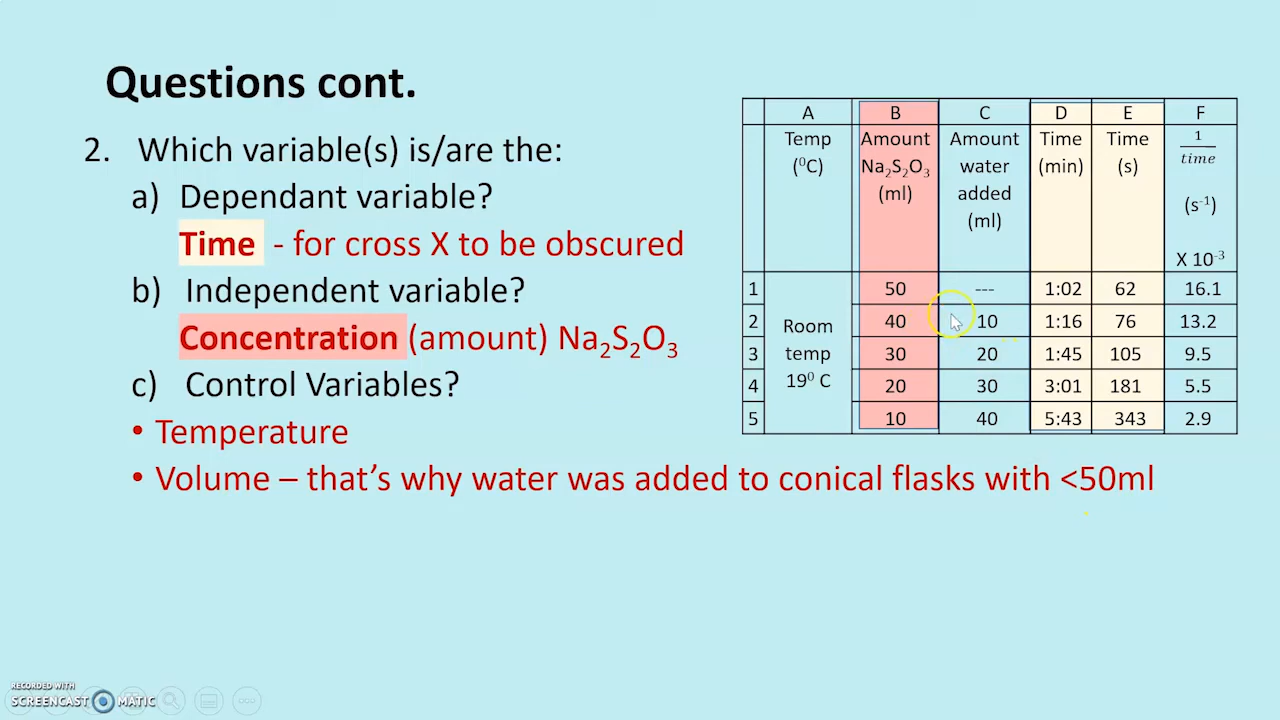 Questions cont.
2. Which variable(s) is/are the:
a) Dependant variable?
Time - for cross X to be obscured
b) Independent variable?
Concentration (amount) Na₂S₂O₃
c) Control Variables?
• Temperature
• Volume – that's why water was added to conical flasks with <50ml
A B C D E F
Temp (⁰C) Amount Na₂S₂O₃ (ml) Amount water added (ml) Time (min) Time (s) 1/time (s⁻¹) X 10⁻³
1 50 --- 1:02 62 16.1
2 40 10 1:16 76 13.2
Room temp 19⁰ C
3 30 20 1:45 105 9.5
4 20 30 3:01 181 5.5
5 10 40 5:43 343 2.9
RECORDED WITH
SCREENCAST MATIC